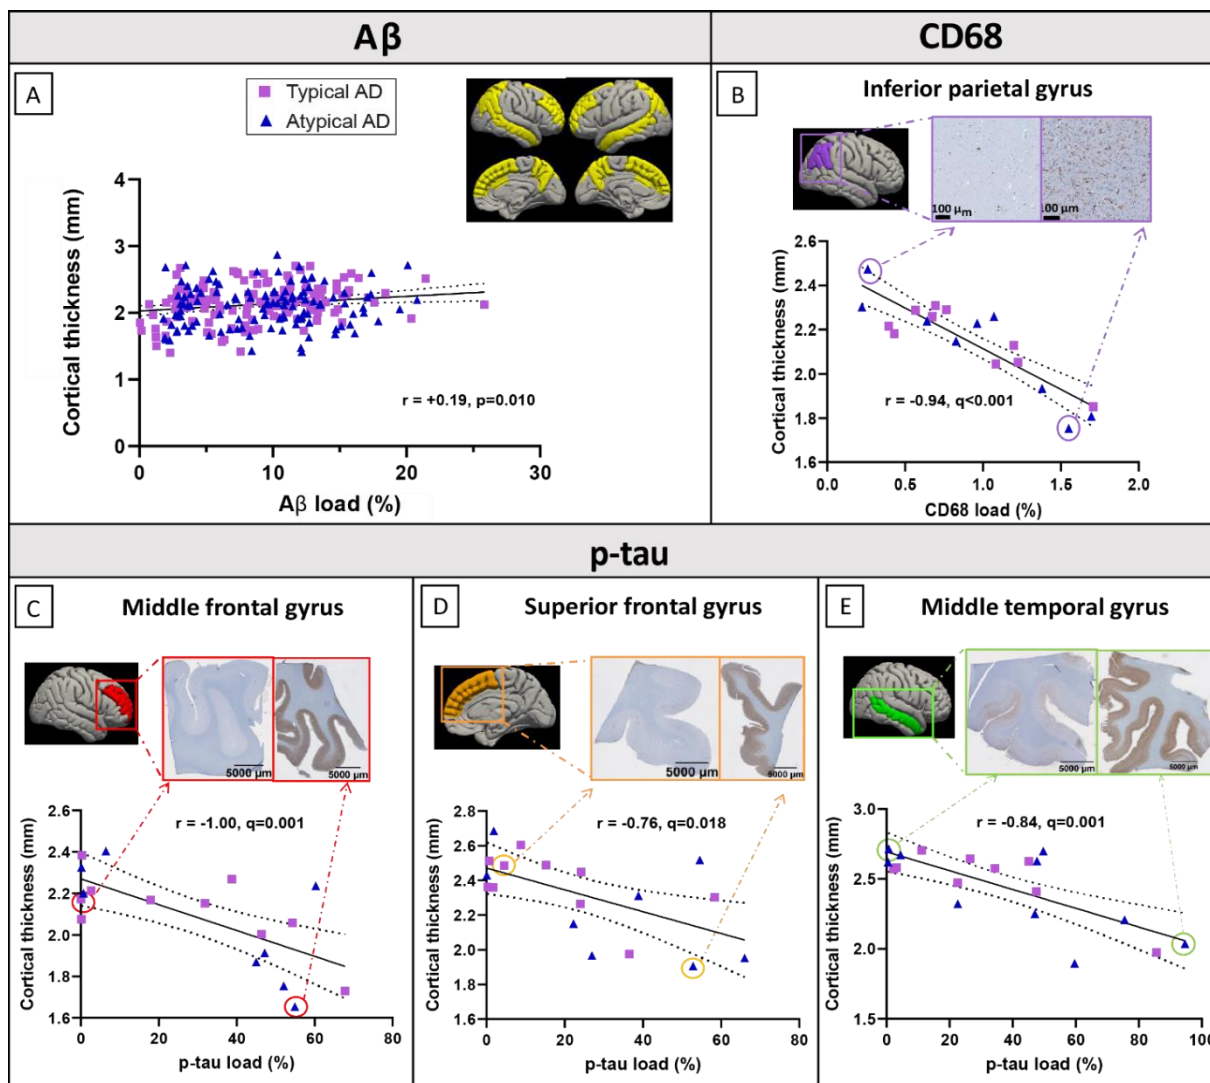 Aβ
CD68
A
Typical AD
Atypical AD
Cortical thickness (mm)
4
3
2
1
0
r = +0.19, p=0.010
0 10 20 30
Aβ load (%)
B
Inferior parietal gyrus
100 µm
100 µm
Cortical thickness (mm)
2.6
2.4
2.2
2.0
1.8
1.6
r = -0.94, q<0.001
0.0 0.5 1.0 1.5 2.0
CD68 load (%)
p-tau
C
Middle frontal gyrus
5000 µm
5000 µm
Cortical thickness (mm)
2.6
2.4
2.2
2.0
1.8
1.6
r = -1.00, q=0.001
0 20 40 60 80
p-tau load (%)
D
Superior frontal gyrus
5000 µm
5000 µm
Cortical thickness (mm)
2.8
2.6
2.4
2.2
2.0
1.8
1.6
r = -0.76, q=0.018
0 20 40 60 80
p-tau load (%)
E
Middle temporal gyrus
5000 µm
5000 µm
Cortical thickness (mm)
3.0
2.5
2.0
1.5
r = -0.84, q=0.001
0 20 40 60 80 100
p-tau load (%)